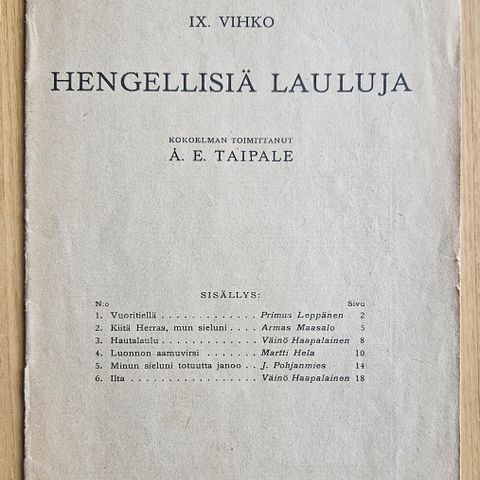 IX. VIHKO
HENGELLISIÄ LAULUJA
KOKOELMAN TOIMITTANUT
Å. E. TAIPALE
SISÄLLYS:
N:o Sivu
1. Vuoritiellä . . . . . . . . . . . . Primus Leppänen 2
2. Kiitä Herraa, mun sieluni . . . . Armas Maasalo 5
3. Hautalaulu . . . . . . . . . . . . Väinö Haapalainen 8
4. Luonnon aamuvirsi . . . . . . . Martti Hela 10
5. Minun sieluni totuutta janoo . . J. Pohjanmies 14
6. Ilta . . . . . . . . . . . . . . . . Väinö Haapalainen 18